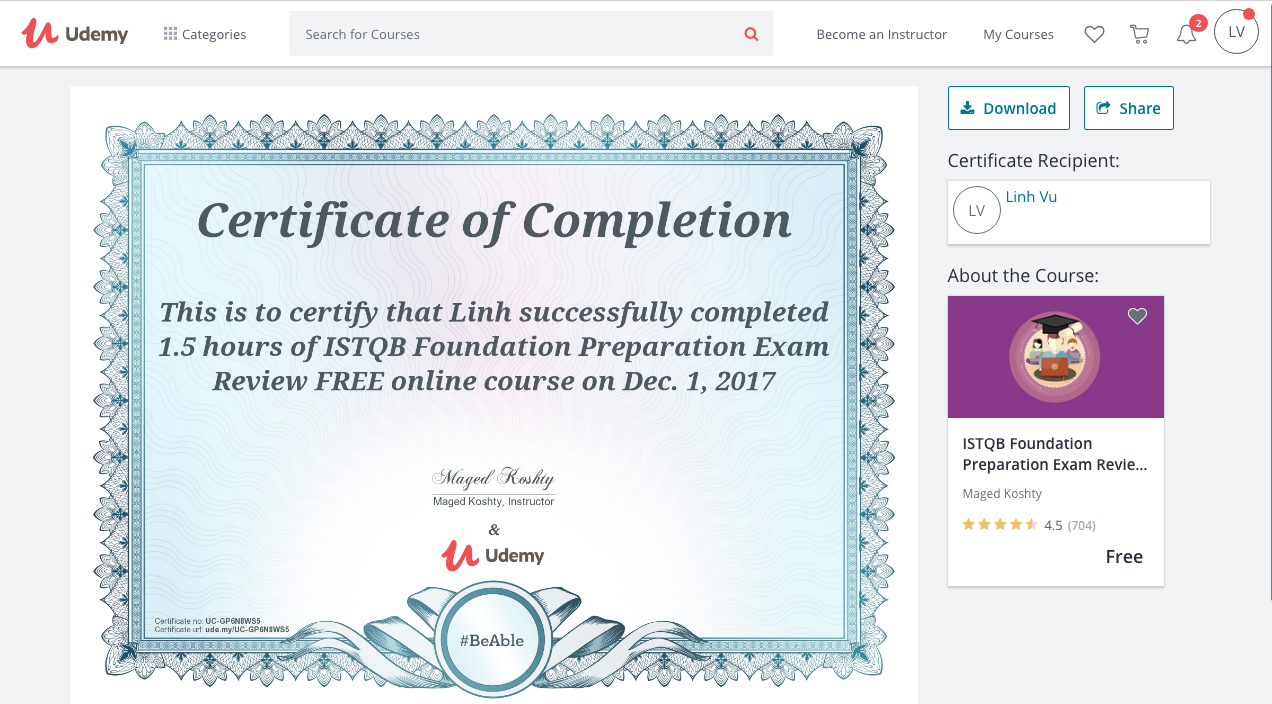 Udemy
Categories
Search for Courses
Become an Instructor
My Courses
2
LV
Certificate of Completion
This is to certify that Linh successfully completed
1.5 hours of ISTQB Foundation Preparation Exam
Review FREE online course on Dec. 1, 2017
Maged Koshty
Maged Koshty, Instructor
&
Udemy
Certificate no: UC-GP6N8WS5
Certificate url: ude.my/UC-GP6N8WS5
#BeAble
Download
Share
Certificate Recipient:
LV
Linh Vu
About the Course:
ISTQB Foundation
Preparation Exam Revie...
Maged Koshty
4.5 (704)
Free